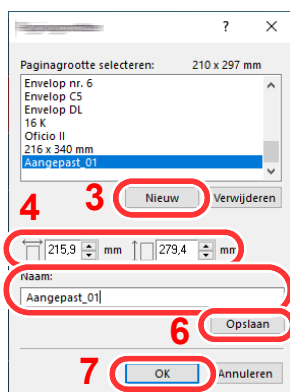 ? ×
Paginagrootte selecteren: 210 x 297 mm
Envelop nr. 6
Envelop C5
Envelop DL
16 K
Oficio II
216 x 340 mm
Aangepast_01
3 Nieuw Verwijderen
4
215,9 mm 279,4 mm
Naam:
Aangepast_01
6 Opslaan
7 OK Annuleren